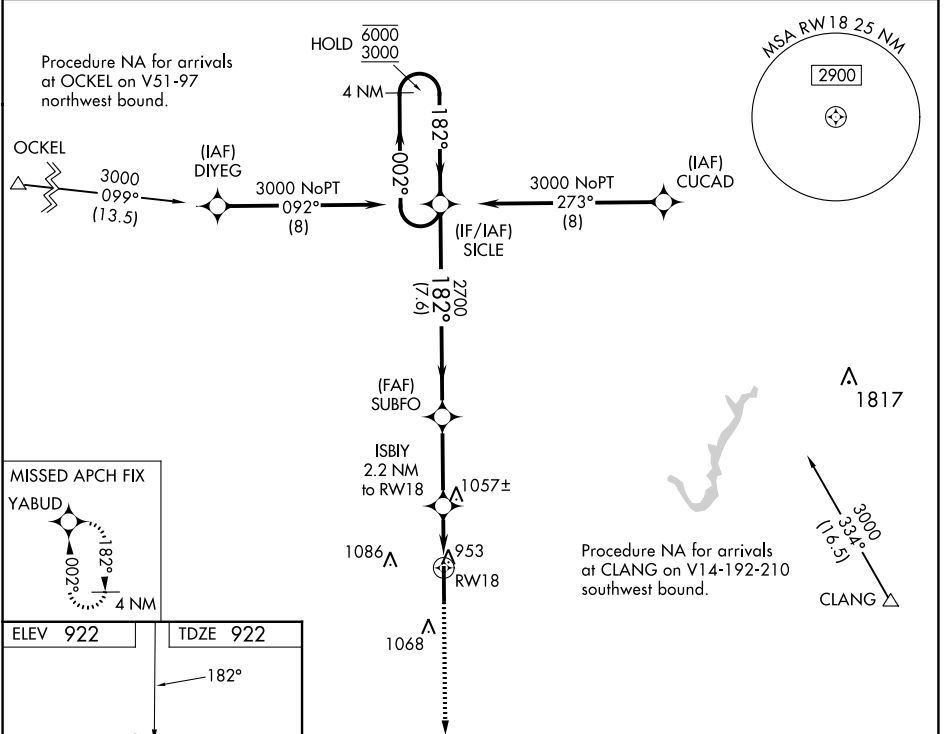 Procedure NA for arrivals
at OCKEL on V51-97
northwest bound.
HOLD 6000
3000
4 NM
182°
002°
MSA RW18 25 NM
2900
OCKEL
3000
099°
(13.5)
(IAF)
DIYEG
3000 NoPT
092°
(8)
(IF/IAF)
SICLE
3000 NoPT
273°
(8)
(IAF)
CUCAD
2700
182°
(7.6)
(FAF)
SUBFO
ISBIY
2.2 NM
to RW18
1057±
1817
1086
953
RW18
1068
Procedure NA for arrivals
at CLANG on V14-192-210
southwest bound.
3000
334°
(16.5)
CLANG
MISSED APCH FIX
YABUD
182°
002°
4 NM
ELEV 922
TDZE 922
182°